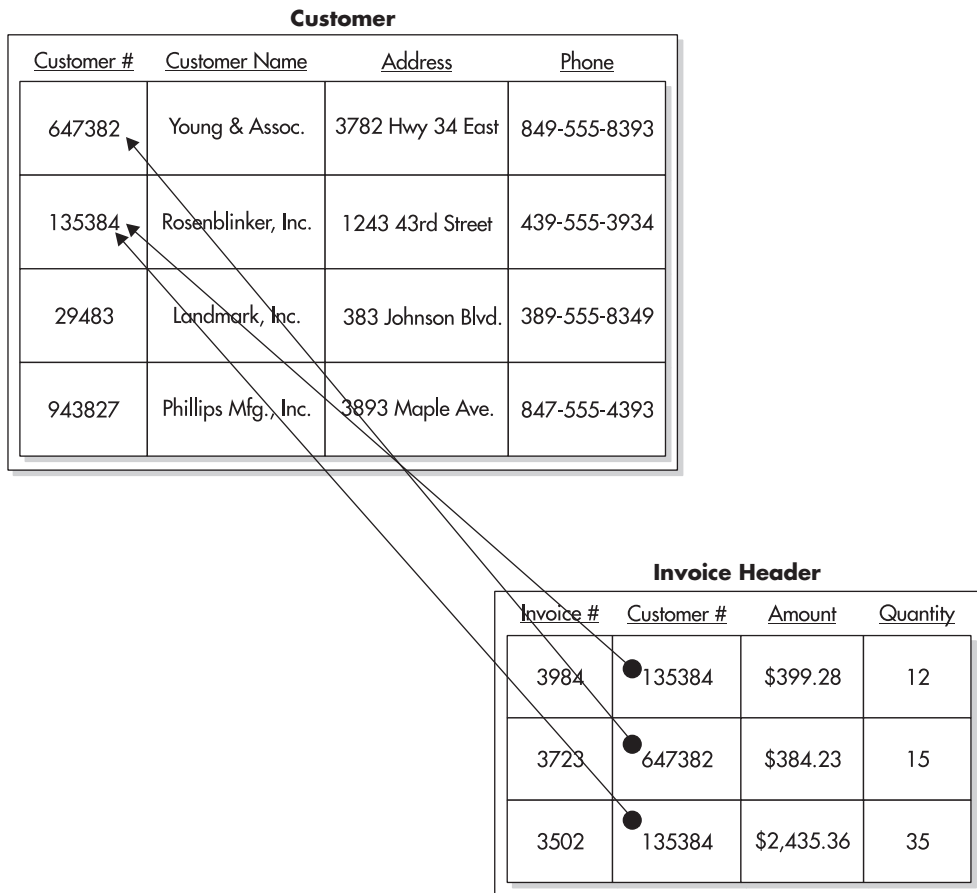 Customer
Customer # Customer Name Address Phone
647382 Young & Assoc. 3782 Hwy 34 East 849-555-8393
135384 Rosenblinker, Inc. 1243 43rd Street 439-555-3934
29483 Landmark, Inc. 383 Johnson Blvd. 389-555-8349
943827 Phillips Mfg., Inc. 3893 Maple Ave. 847-555-4393
Invoice Header
Invoice # Customer # Amount Quantity
3984 135384 $399.28 12
3723 647382 $384.23 15
3502 135384 $2,435.36 35